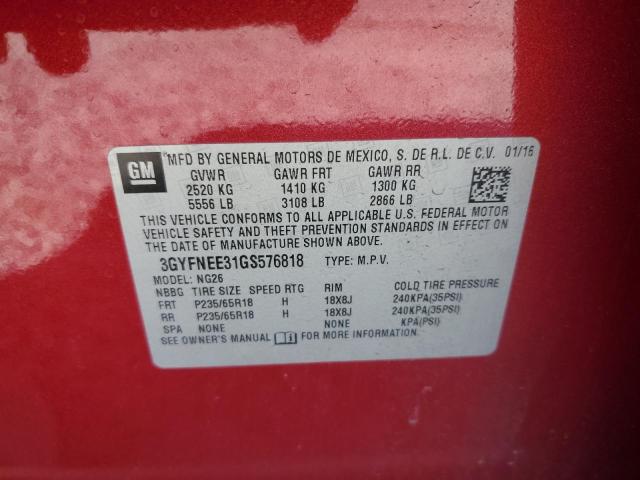 GM *MFD BY GENERAL MOTORS DE MEXICO, S. DE R.L. DE C.V. 01/16
GVWR GAWR FRT GAWR RR
2520 KG 1410 KG 1300 KG
5556 LB 3108 LB 2866 LB
THIS VEHICLE CONFORMS TO ALL APPLICABLE U.S. FEDERAL MOTOR
VEHICLE SAFETY AND THEFT PREVENTION STANDARDS IN EFFECT ON
THE DATE OF MANUFACTURE SHOWN ABOVE.
3GYFNEE31GS576818 TYPE: M.P.V.
MODEL: NG26
NBBG TIRE SIZE SPEED RTG RIM COLD TIRE PRESSURE
FRT P235/65R18 H 18X8J 240KPA(35PSI)
RR P235/65R18 H 18X8J 240KPA(35PSI)
SPA NONE NONE KPA(PSI)
SEE OWNER'S MANUAL FOR MORE INFORMATION.